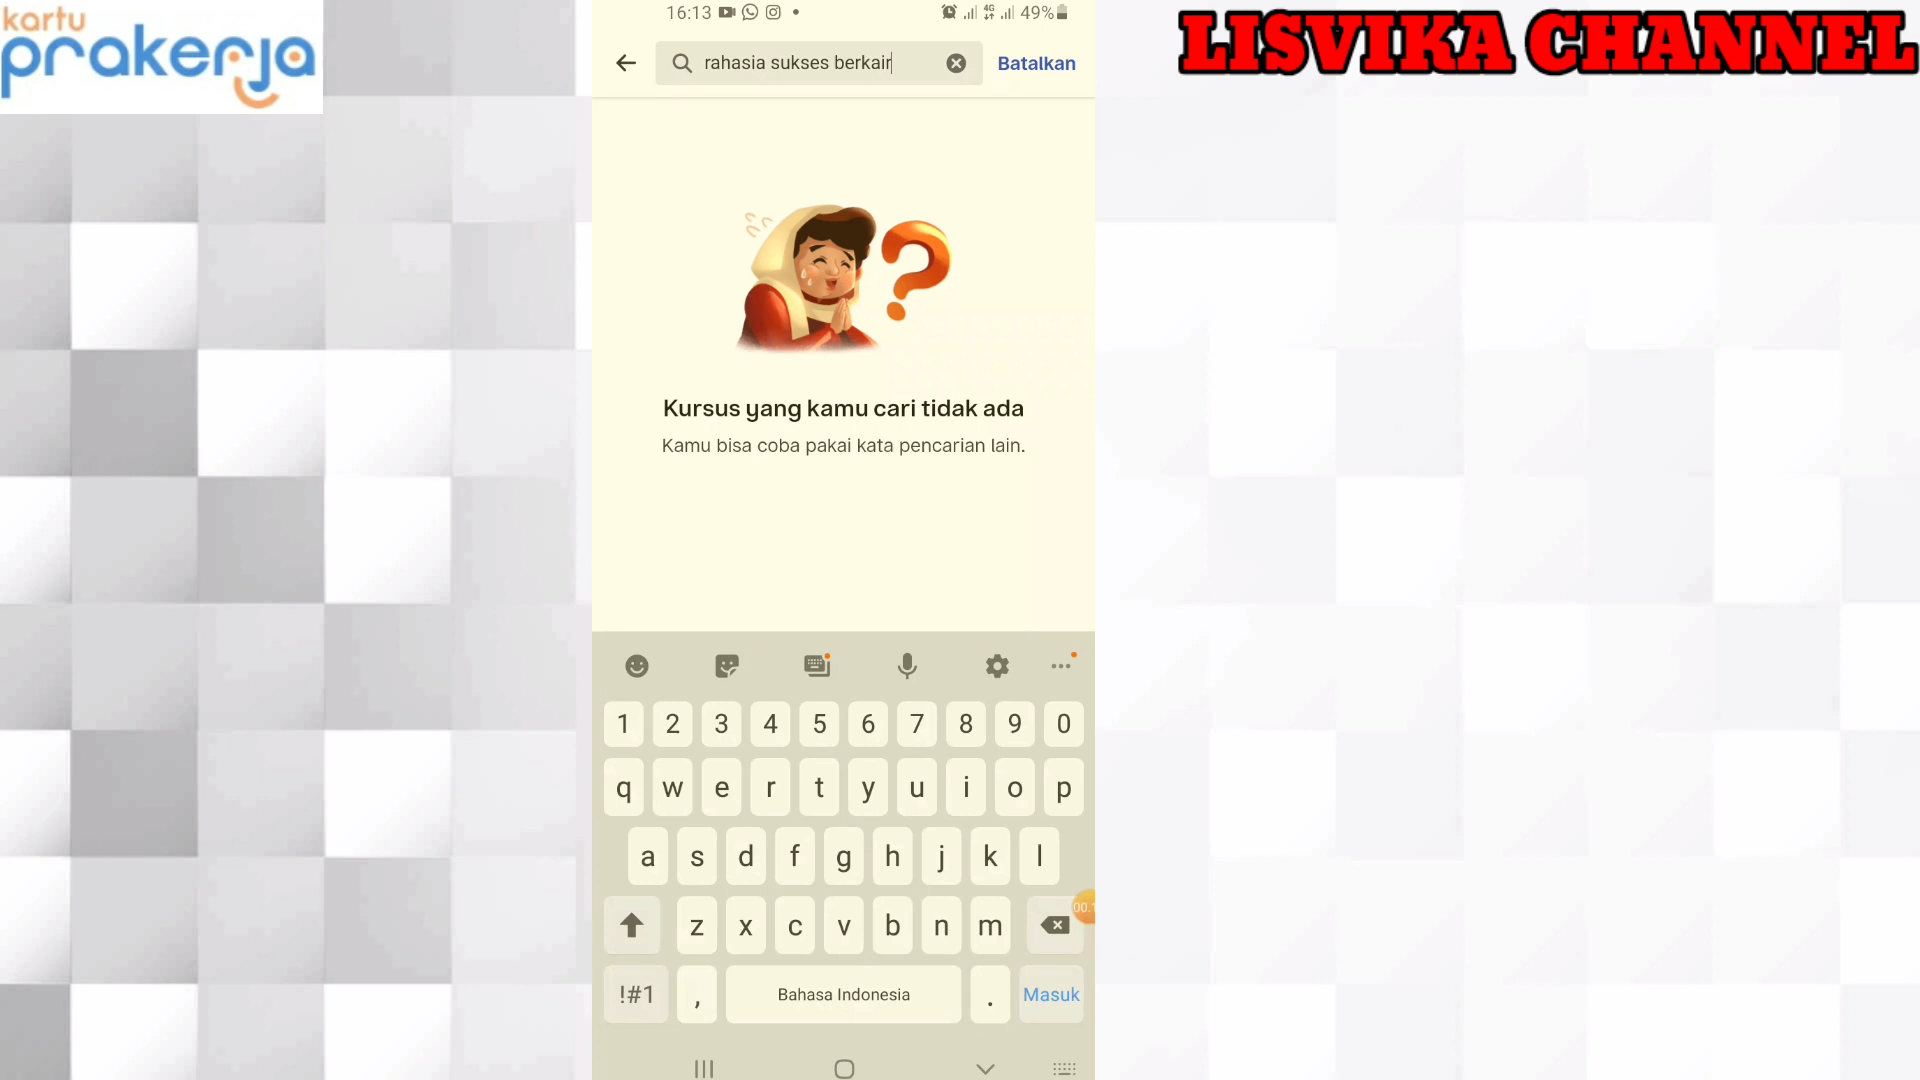 kartu
prakerja
LISVIKA CHANNEL
16:13 4G 49%
rahasia sukses berkair Batalkan
Kursus yang kamu cari tidak ada
Kamu bisa coba pakai kata pencarian lain.
1 2 3 4 5 6 7 8 9 0
q w e r t y u i o p
a s d f g h j k l
z x c v b n m
!#1 , Bahasa Indonesia . Masuk